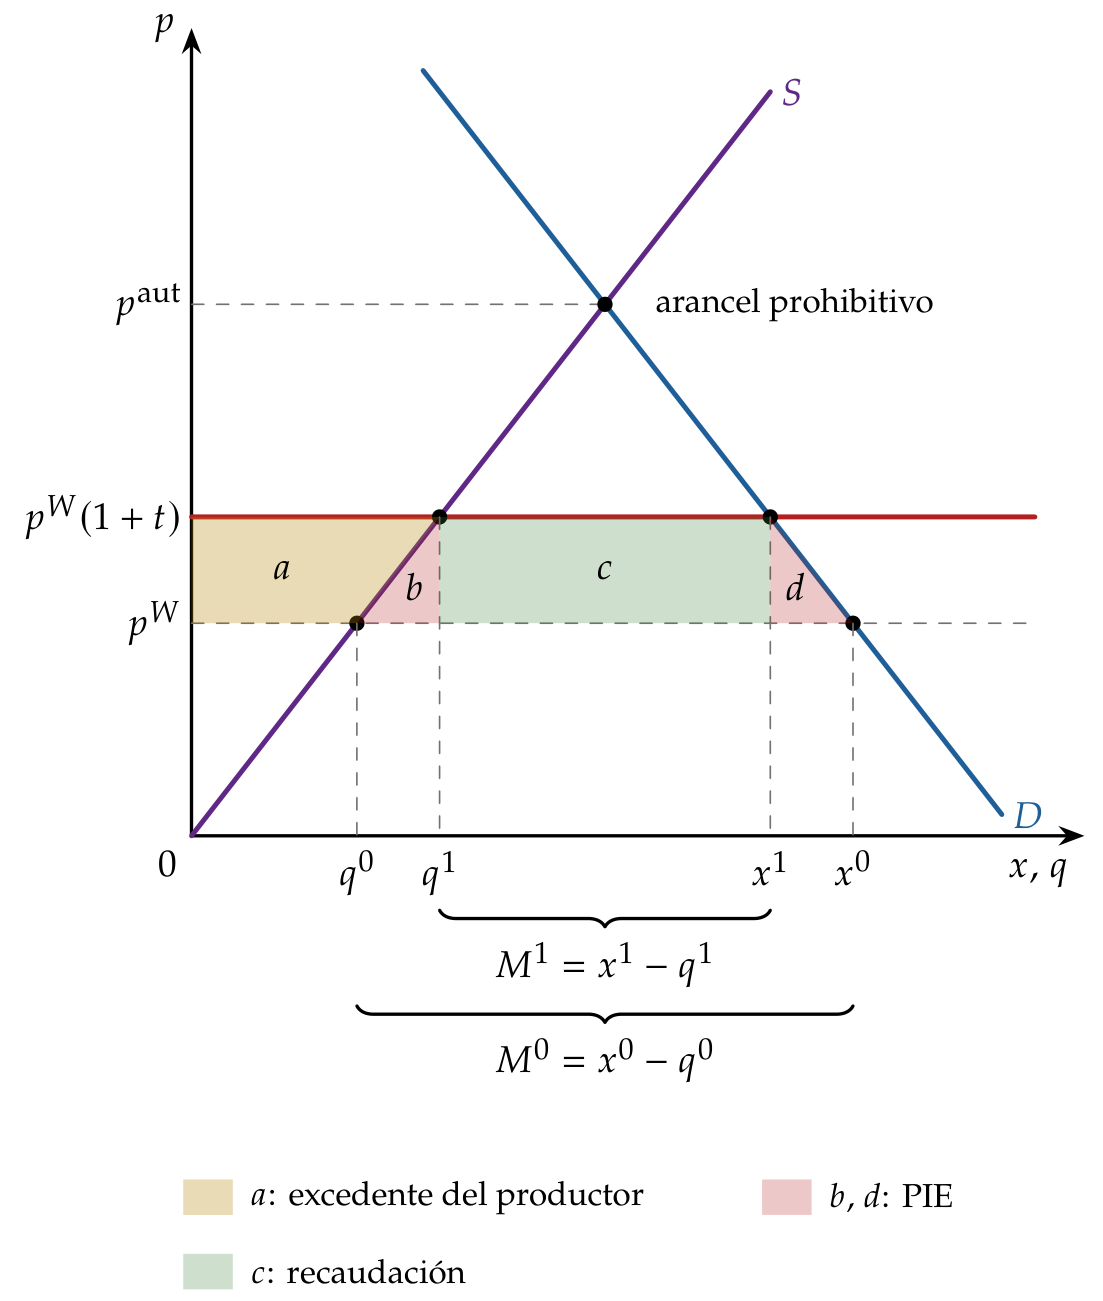 p
S
p^aut
arancel prohibitivo
p^W(1 + t)
a
b
c
d
p^W
D
0
q^0
q^1
x^1
x^0
x, q
M^1 = x^1 − q^1
M^0 = x^0 − q^0
a: excedente del productor
b, d: PIE
c: recaudación